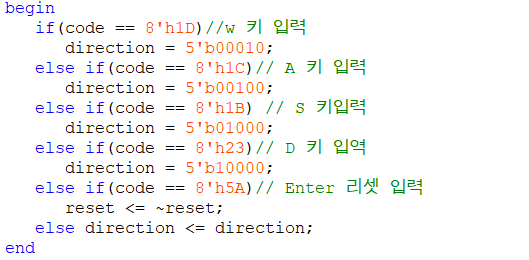 begin
if(code == 8'h1D)//w 키 입력
direction = 5'b00010;
else if(code == 8'h1C)// A 키 입력
direction = 5'b00100;
else if(code == 8'h1B) // S 키입력
direction = 5'b01000;
else if(code == 8'h23)// D 키 입역
direction = 5'b10000;
else if(code == 8'h5A)// Enter 리셋 입력
reset <= ~reset;
else direction <= direction;
end